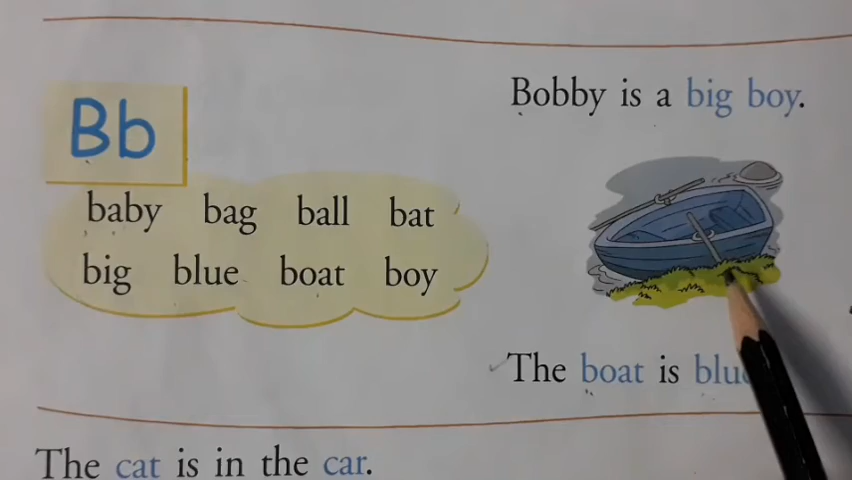 Bb
baby bag ball bat
big blue boat boy
Bobby is a big boy.
The boat is
The cat is in the car.